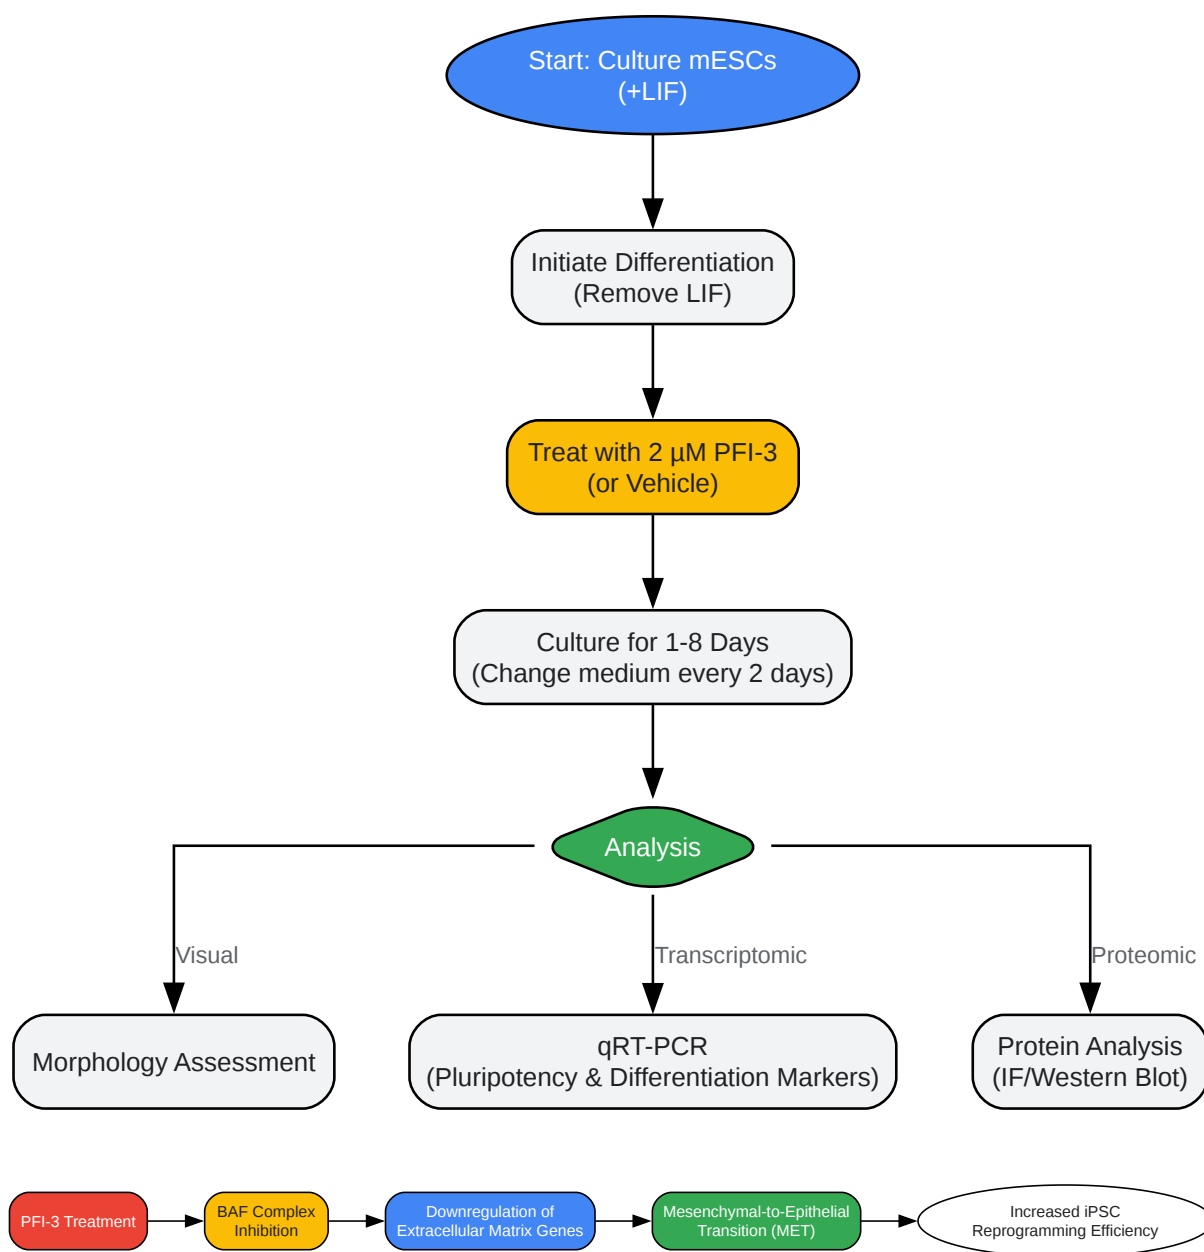 Start: Culture mESCs
(+LIF)
Initiate Differentiation
(Remove LIF)
Treat with 2 µM PFI-3
(or Vehicle)
Culture for 1-8 Days
(Change medium every 2 days)
Analysis
Visual
Transcriptomic
Proteomic
Morphology Assessment
qRT-PCR
(Pluripotency & Differentiation Markers)
Protein Analysis
(IF/Western Blot)
PFI-3 Treatment
BAF Complex
Inhibition
Downregulation of
Extracellular Matrix Genes
Mesenchymal-to-Epithelial
Transition (MET)
Increased iPSC
Reprogramming Efficiency